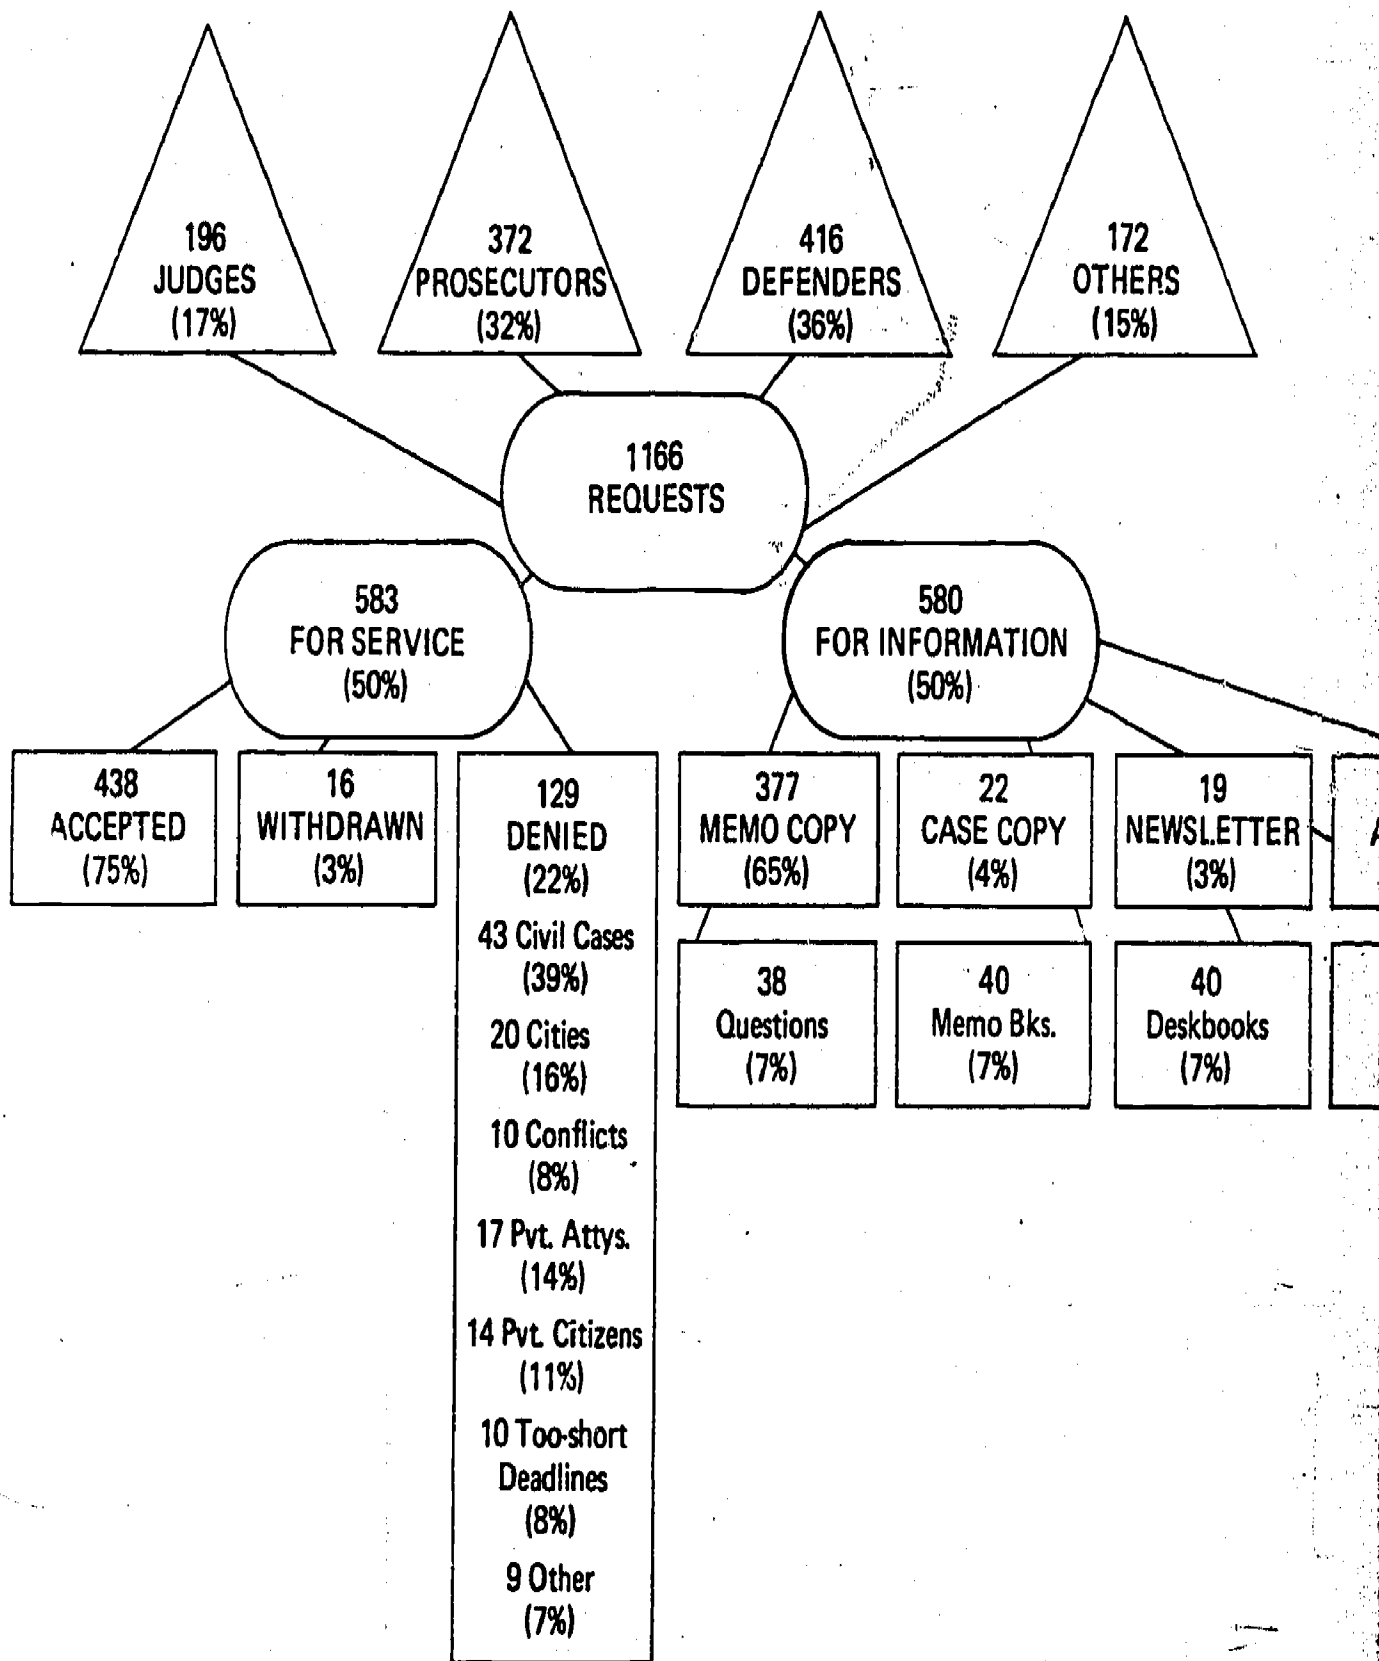 196
JUDGES
(17%)
372
PROSECUTORS
(32%)
416
DEFENDERS
(36%)
172
OTHERS
(15%)
1166
REQUESTS
583
FOR SERVICE
(50%)
580
FOR INFORMATION
(50%)
438
ACCEPTED
(75%)
16
WITHDRAWN
(3%)
129
DENIED
(22%)
43 Civil Cases
(39%)
20 Cities
(16%)
10 Conflicts
(8%)
17 Pvt. Attys.
(14%)
14 Pvt. Citizens
(11%)
10 Too-short
Deadlines
(8%)
9 Other
(7%)
377
MEMO COPY
(65%)
22
CASE COPY
(4%)
19
NEWSLETTER
(3%)
38
Questions
(7%)
40
Memo Bks.
(7%)
40
Deskbooks
(7%)